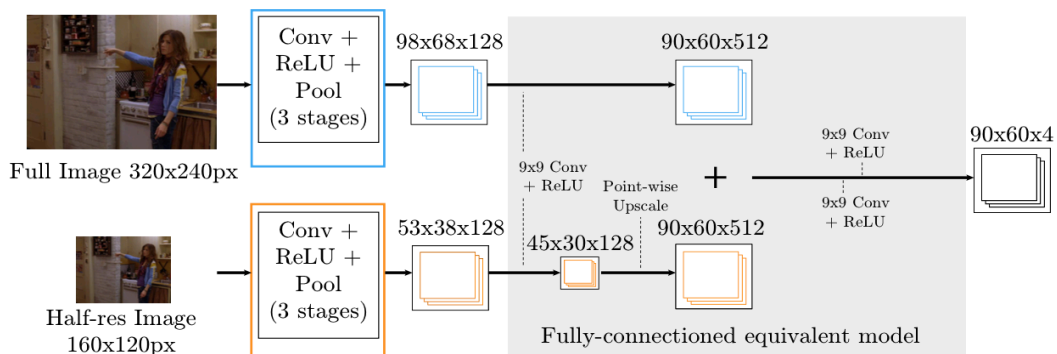 Conv +
ReLU +
Pool
(3 stages)
98x68x128
90x60x512
Full Image 320x240px
9x9 Conv
+ ReLU
Point-wise
Upscale
+
9x9 Conv
+ ReLU
9x9 Conv
+ ReLU
90x60x4
Conv +
ReLU +
Pool
(3 stages)
53x38x128
45x30x128
90x60x512
Half-res Image
160x120px
Fully-connectioned equivalent model